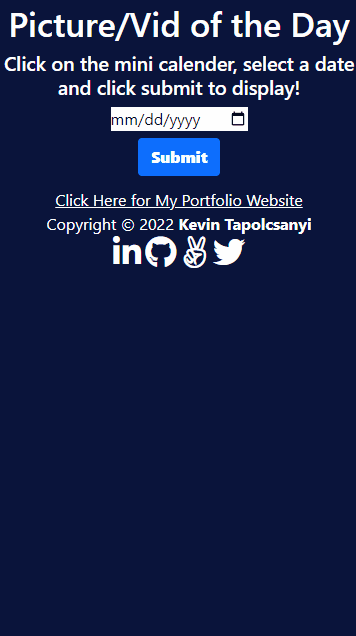 Picture/Vid of the Day
Click on the mini calender, select a date
and click submit to display!
mm/dd/yyyy
Submit
Click Here for My Portfolio Website
Copyright © 2022 Kevin Tapolcsanyi
in